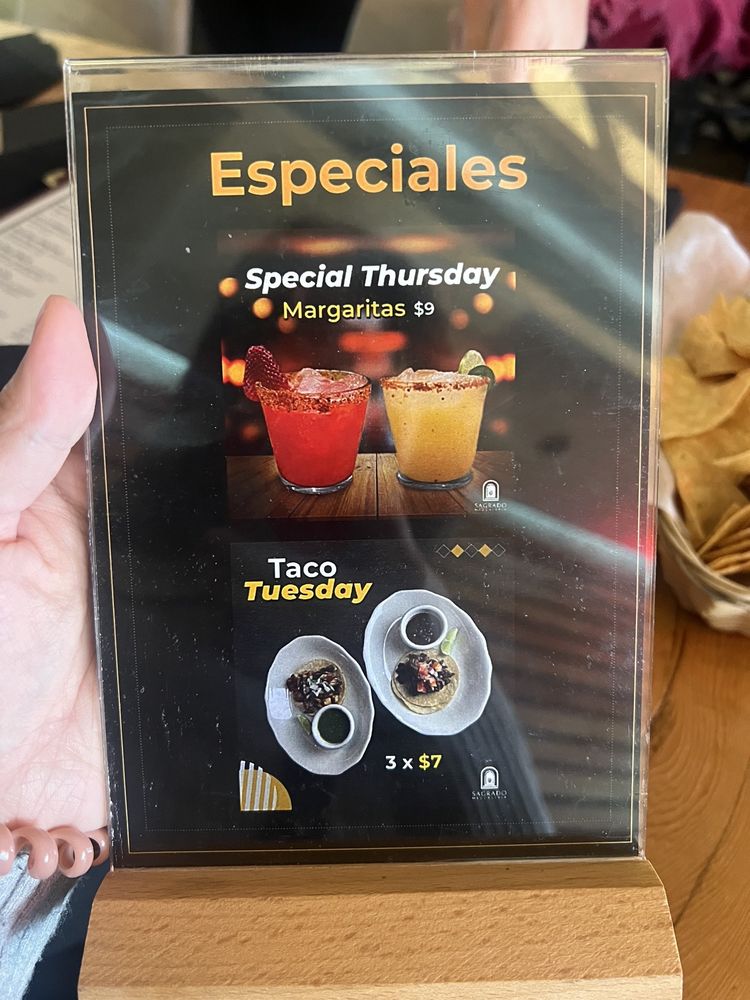 Especiales
Special Thursday
Margaritas $9
SAGRADO
Taco
Tuesday
3 x $7
SAGRADO